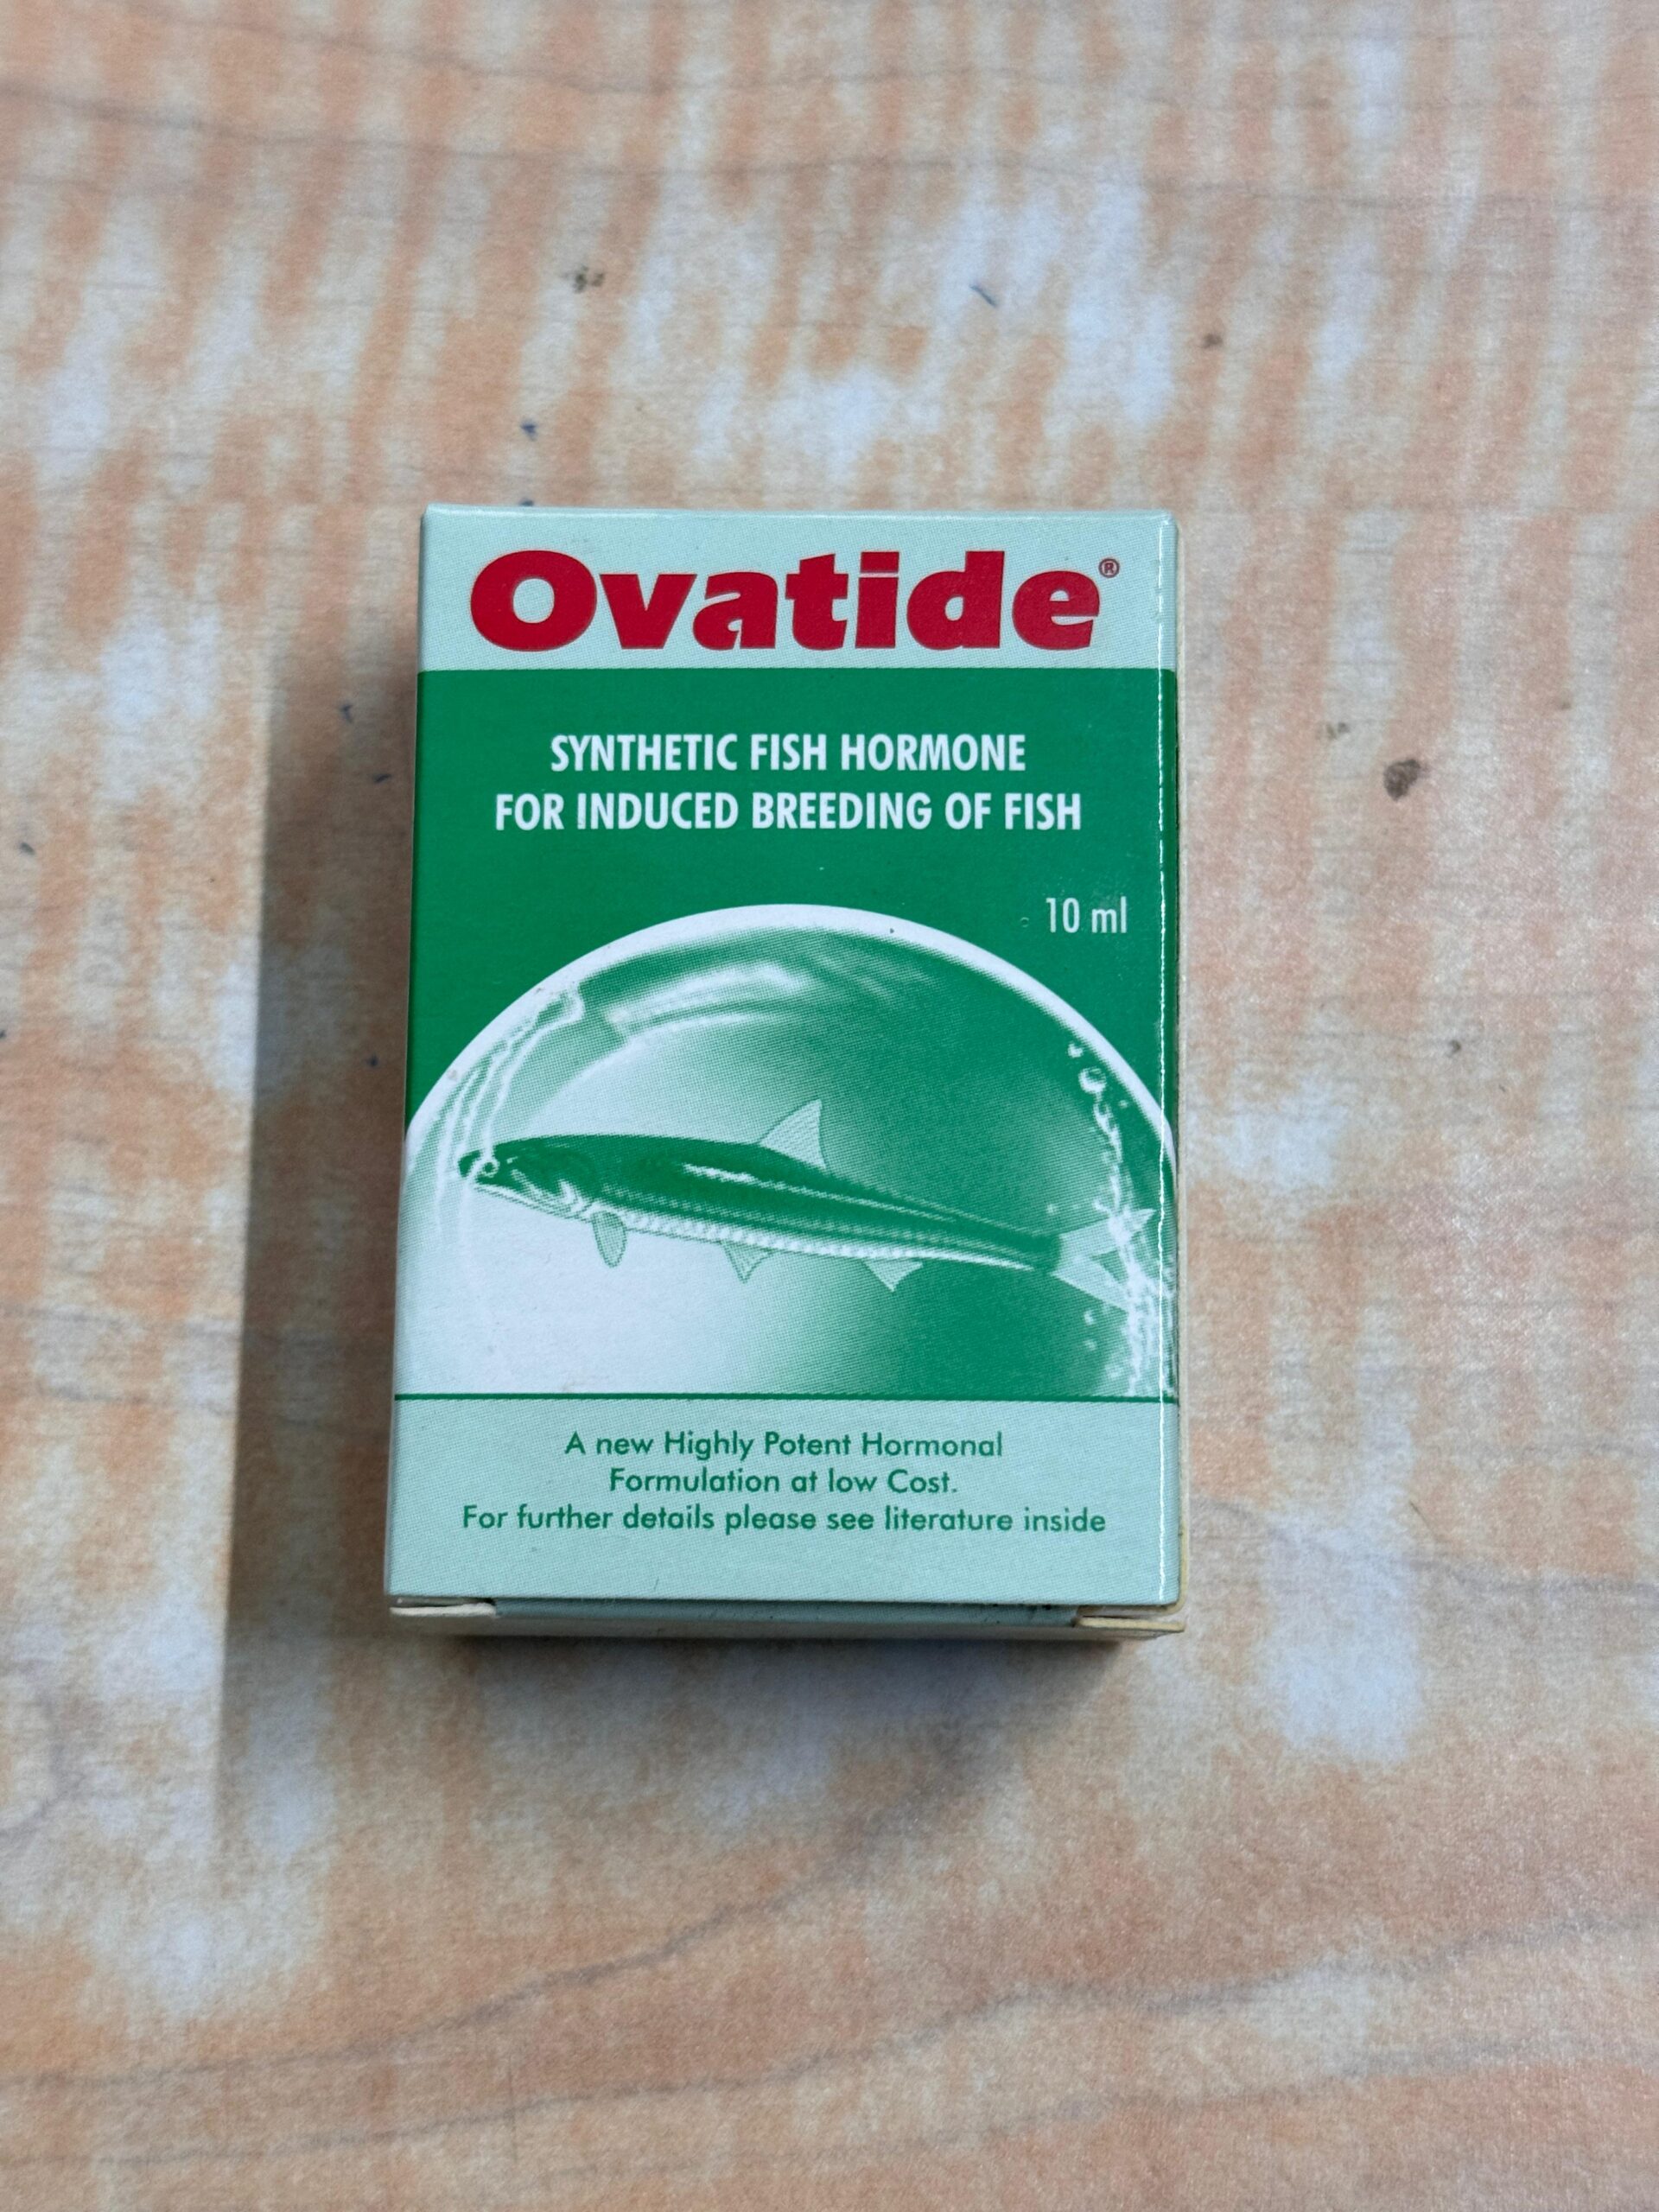 Ovatide®
SYNTHETIC FISH HORMONE
FOR INDUCED BREEDING OF FISH
10 ml
A new Highly Potent Hormonal
Formulation at low Cost.
For further details please see literature inside